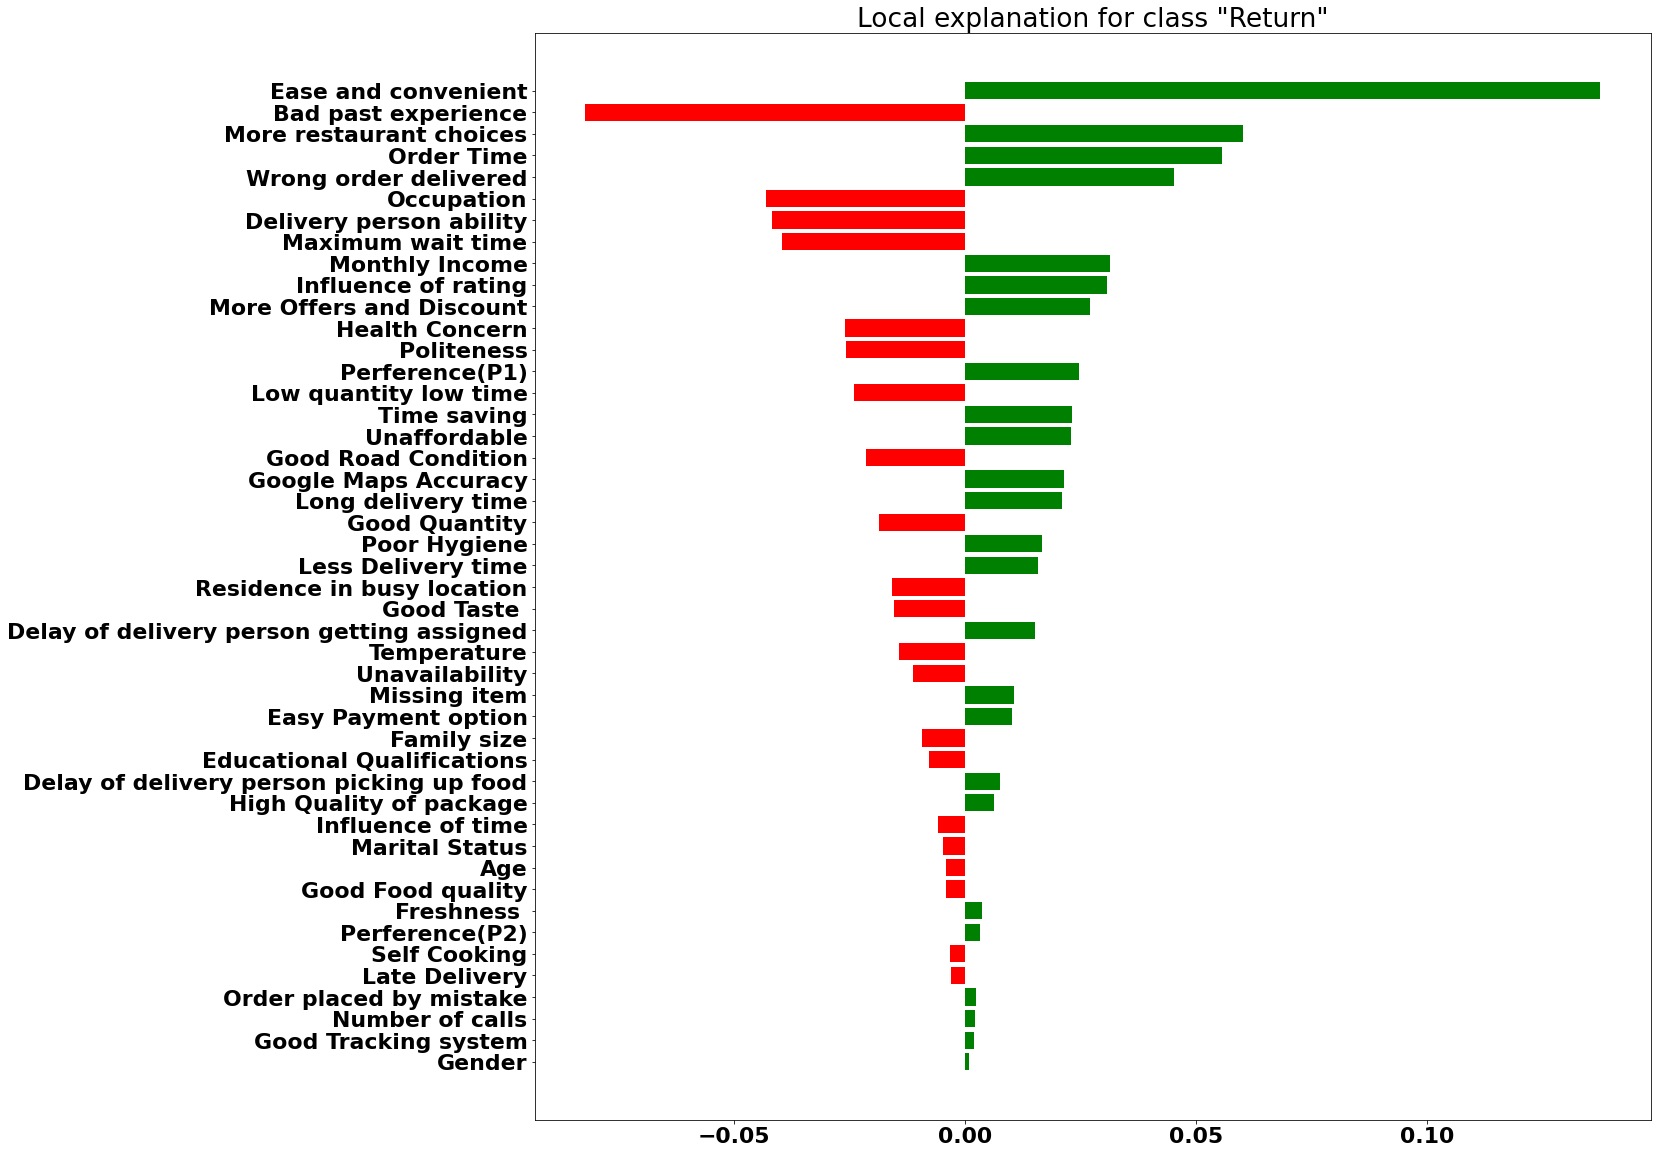 Local explanation for class "Return"
Ease and convenient
Bad past experience
More restaurant choices
Order Time
Wrong order delivered
Occupation
Delivery person ability
Maximum wait time
Monthly Income
Influence of rating
More Offers and Discount
Health Concern
Politeness
Perference(P1)
Low quantity low time
Time saving
Unaffordable
Good Road Condition
Google Maps Accuracy
Long delivery time
Good Quantity
Poor Hygiene
Less Delivery time
Residence in busy location
Good Taste
Delay of delivery person getting assigned
Temperature
Unavailability
Missing item
Easy Payment option
Family size
Educational Qualifications
Delay of delivery person picking up food
High Quality of package
Influence of time
Marital Status
Age
Good Food quality
Freshness
Perference(P2)
Self Cooking
Late Delivery
Order placed by mistake
Number of calls
Good Tracking system
Gender
−0.05 0.00 0.05 0.10